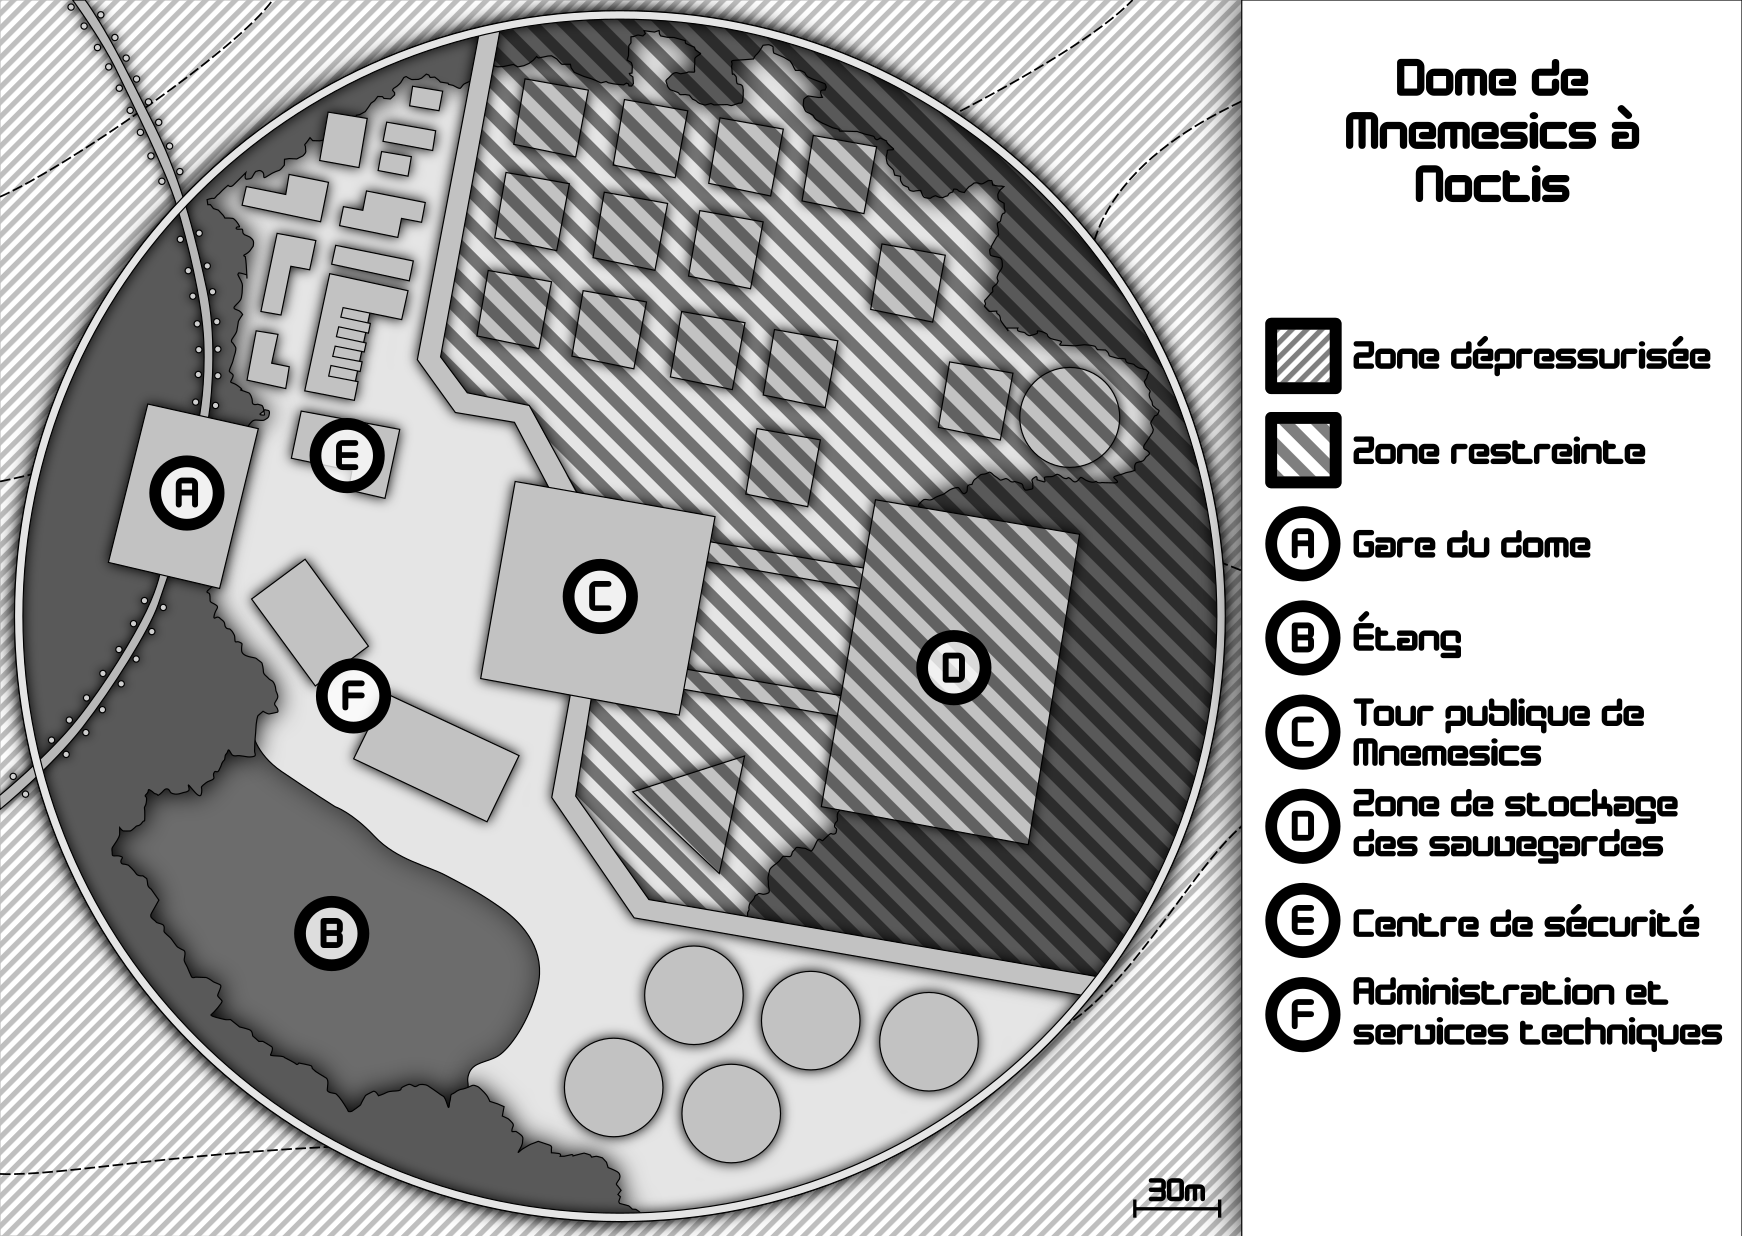 Dome de
Mnemesics à
Noctis
Zone dépressurisée
Zone restreinte
A Gare du dome
B Étang
C Tour publique de
Mnemesics
D Zone de stockage
des sauvegardes
E Centre de sécurité
F Administration et
services techniques
E
A
C
D
F
B
30m